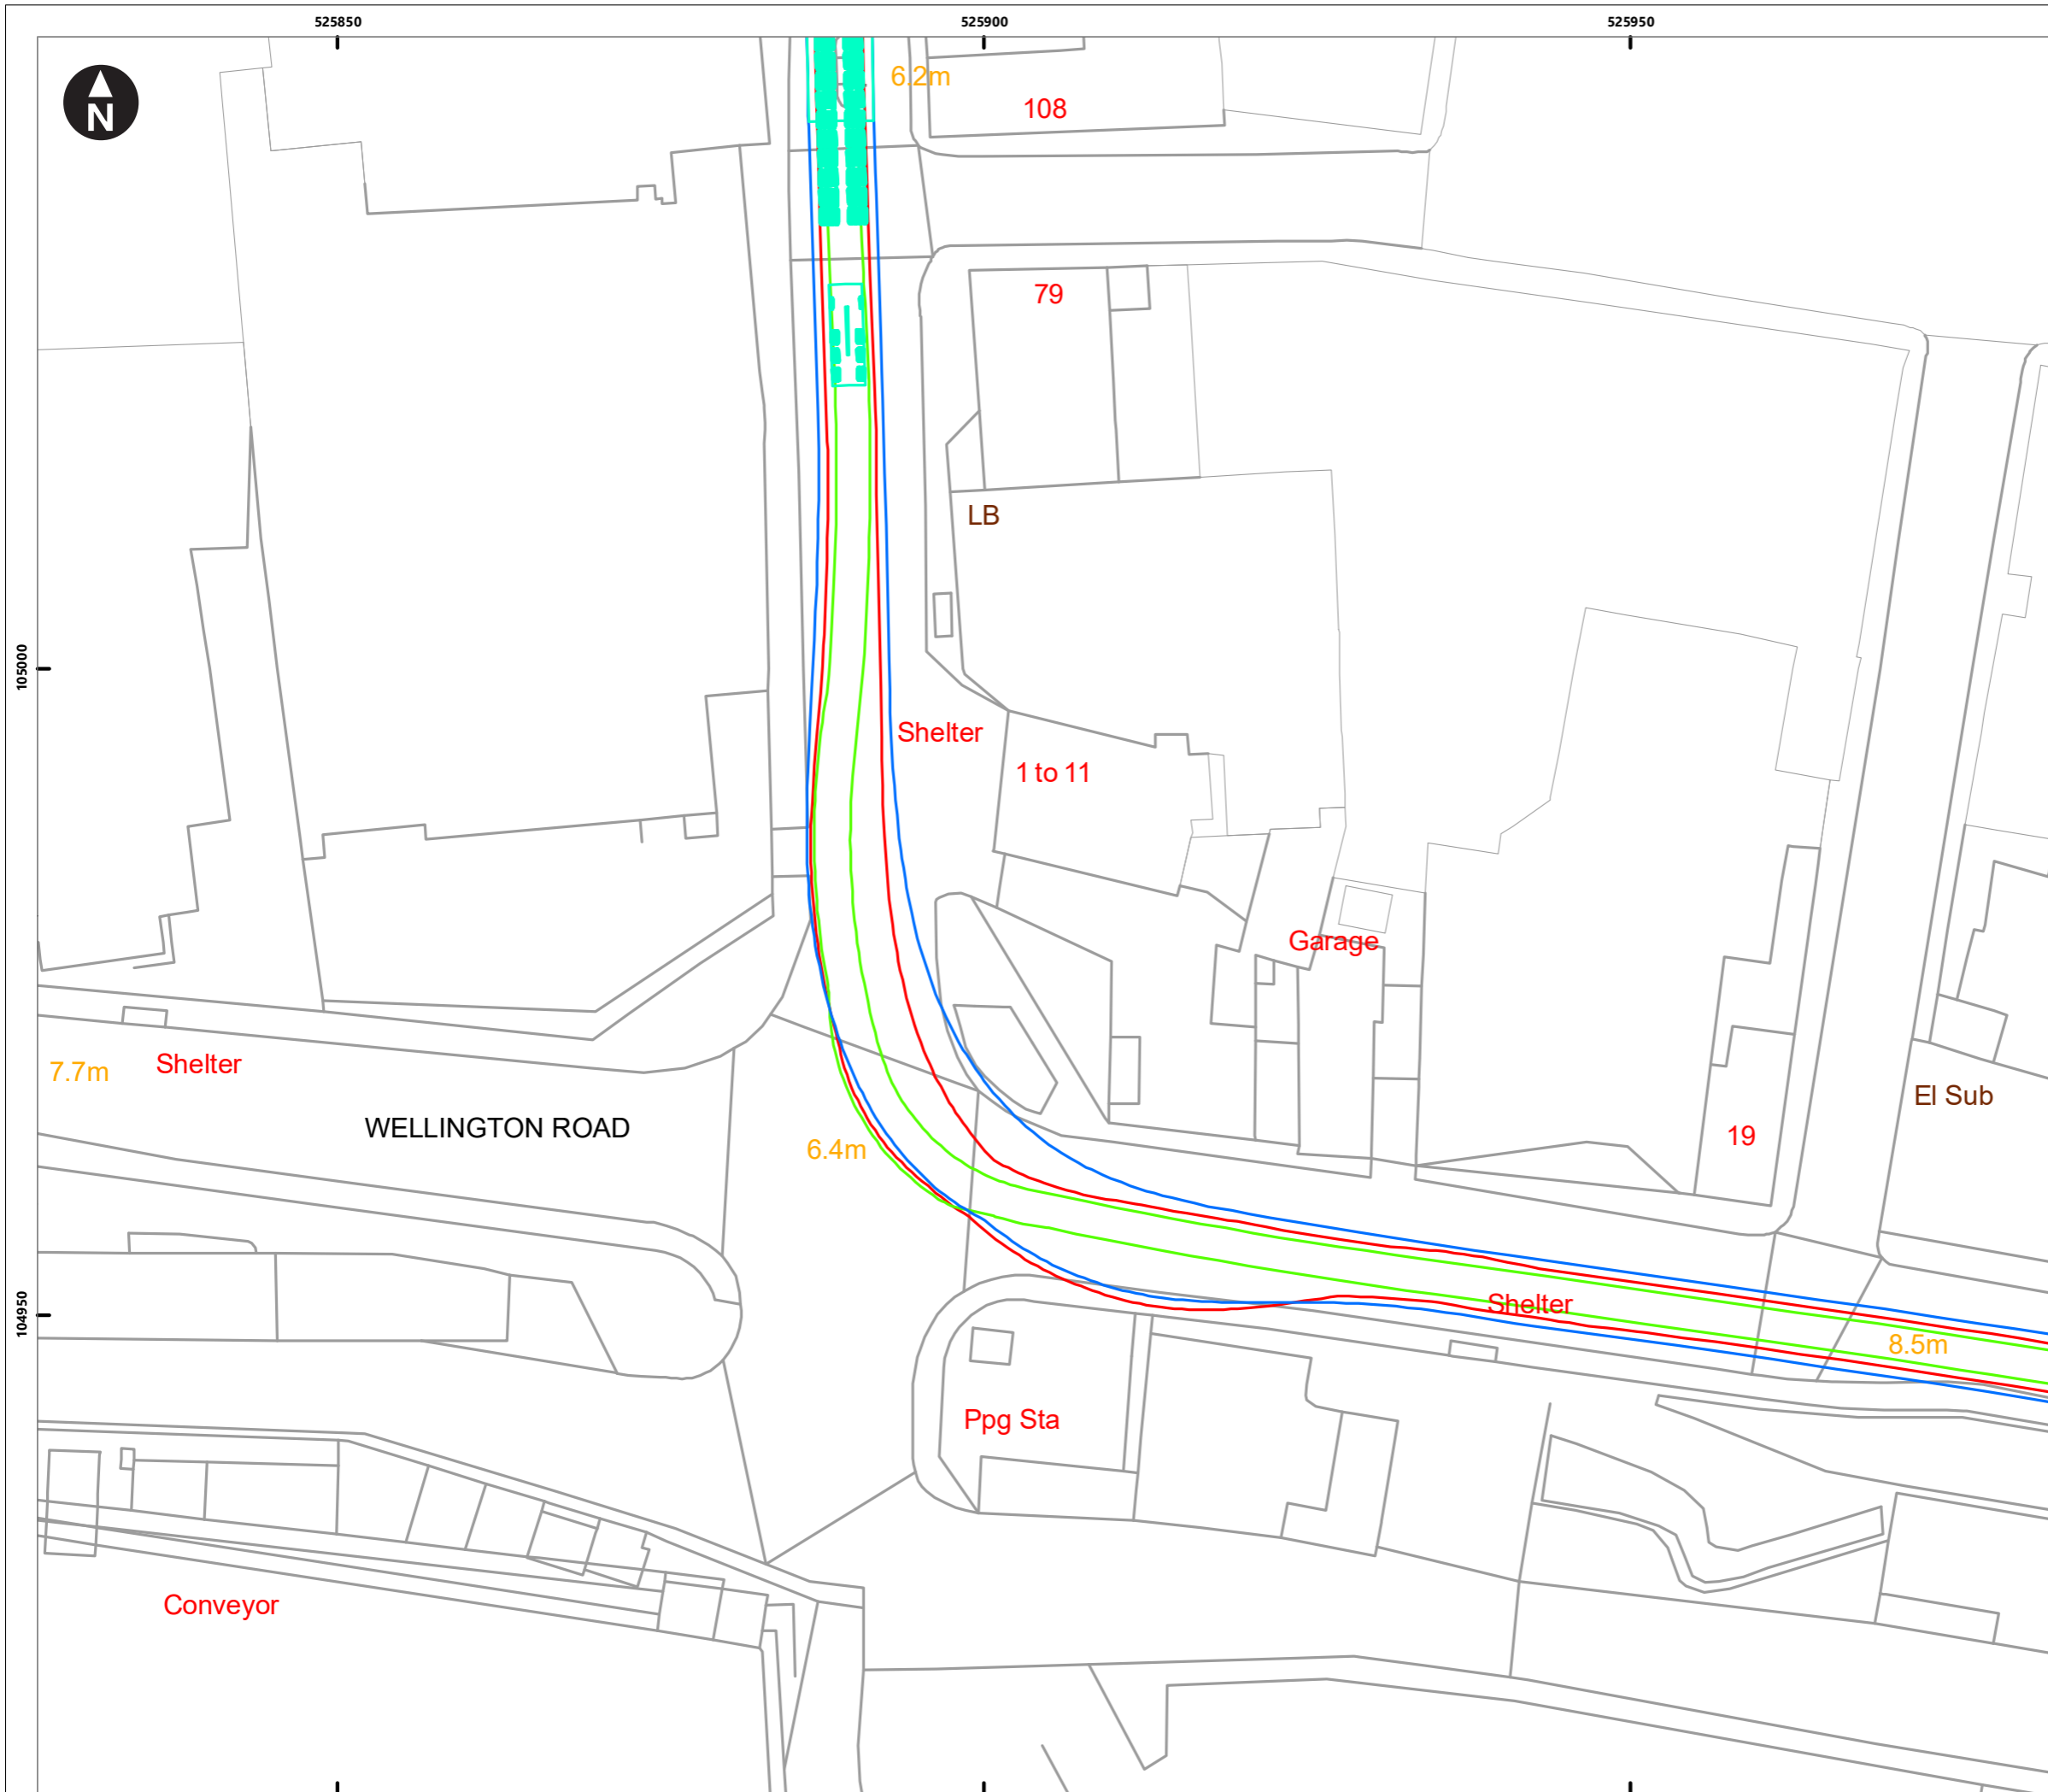 525850
525900
525950
N
6.2m
108
79
LB
105000
Shelter
1 to 11
Garage
7.7m
Shelter
WELLINGTON ROAD
6.4m
El Sub
19
104950
Shelter
8.5m
Ppg Sta
Conveyor